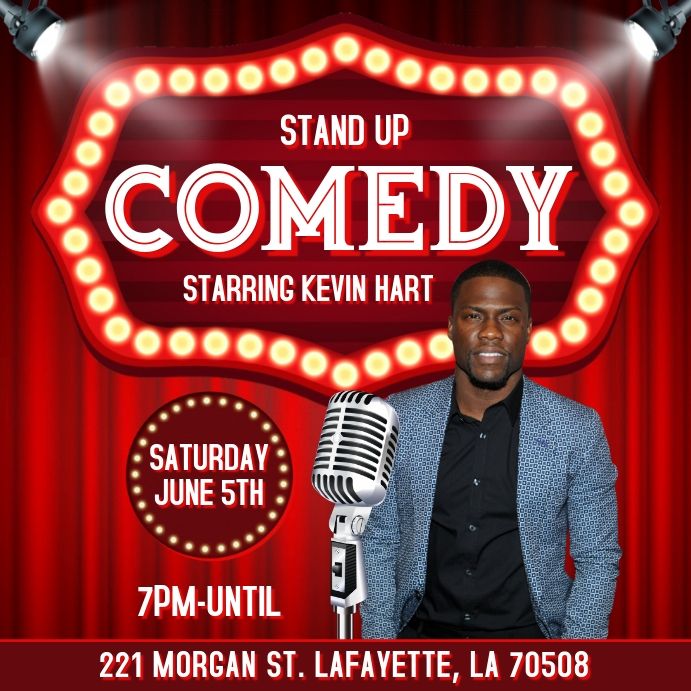 STAND UP
COMEDY
STARRING KEVIN HART
SATURDAY
JUNE 5TH
7PM-UNTIL
221 MORGAN ST. LAFAYETTE, LA 70508